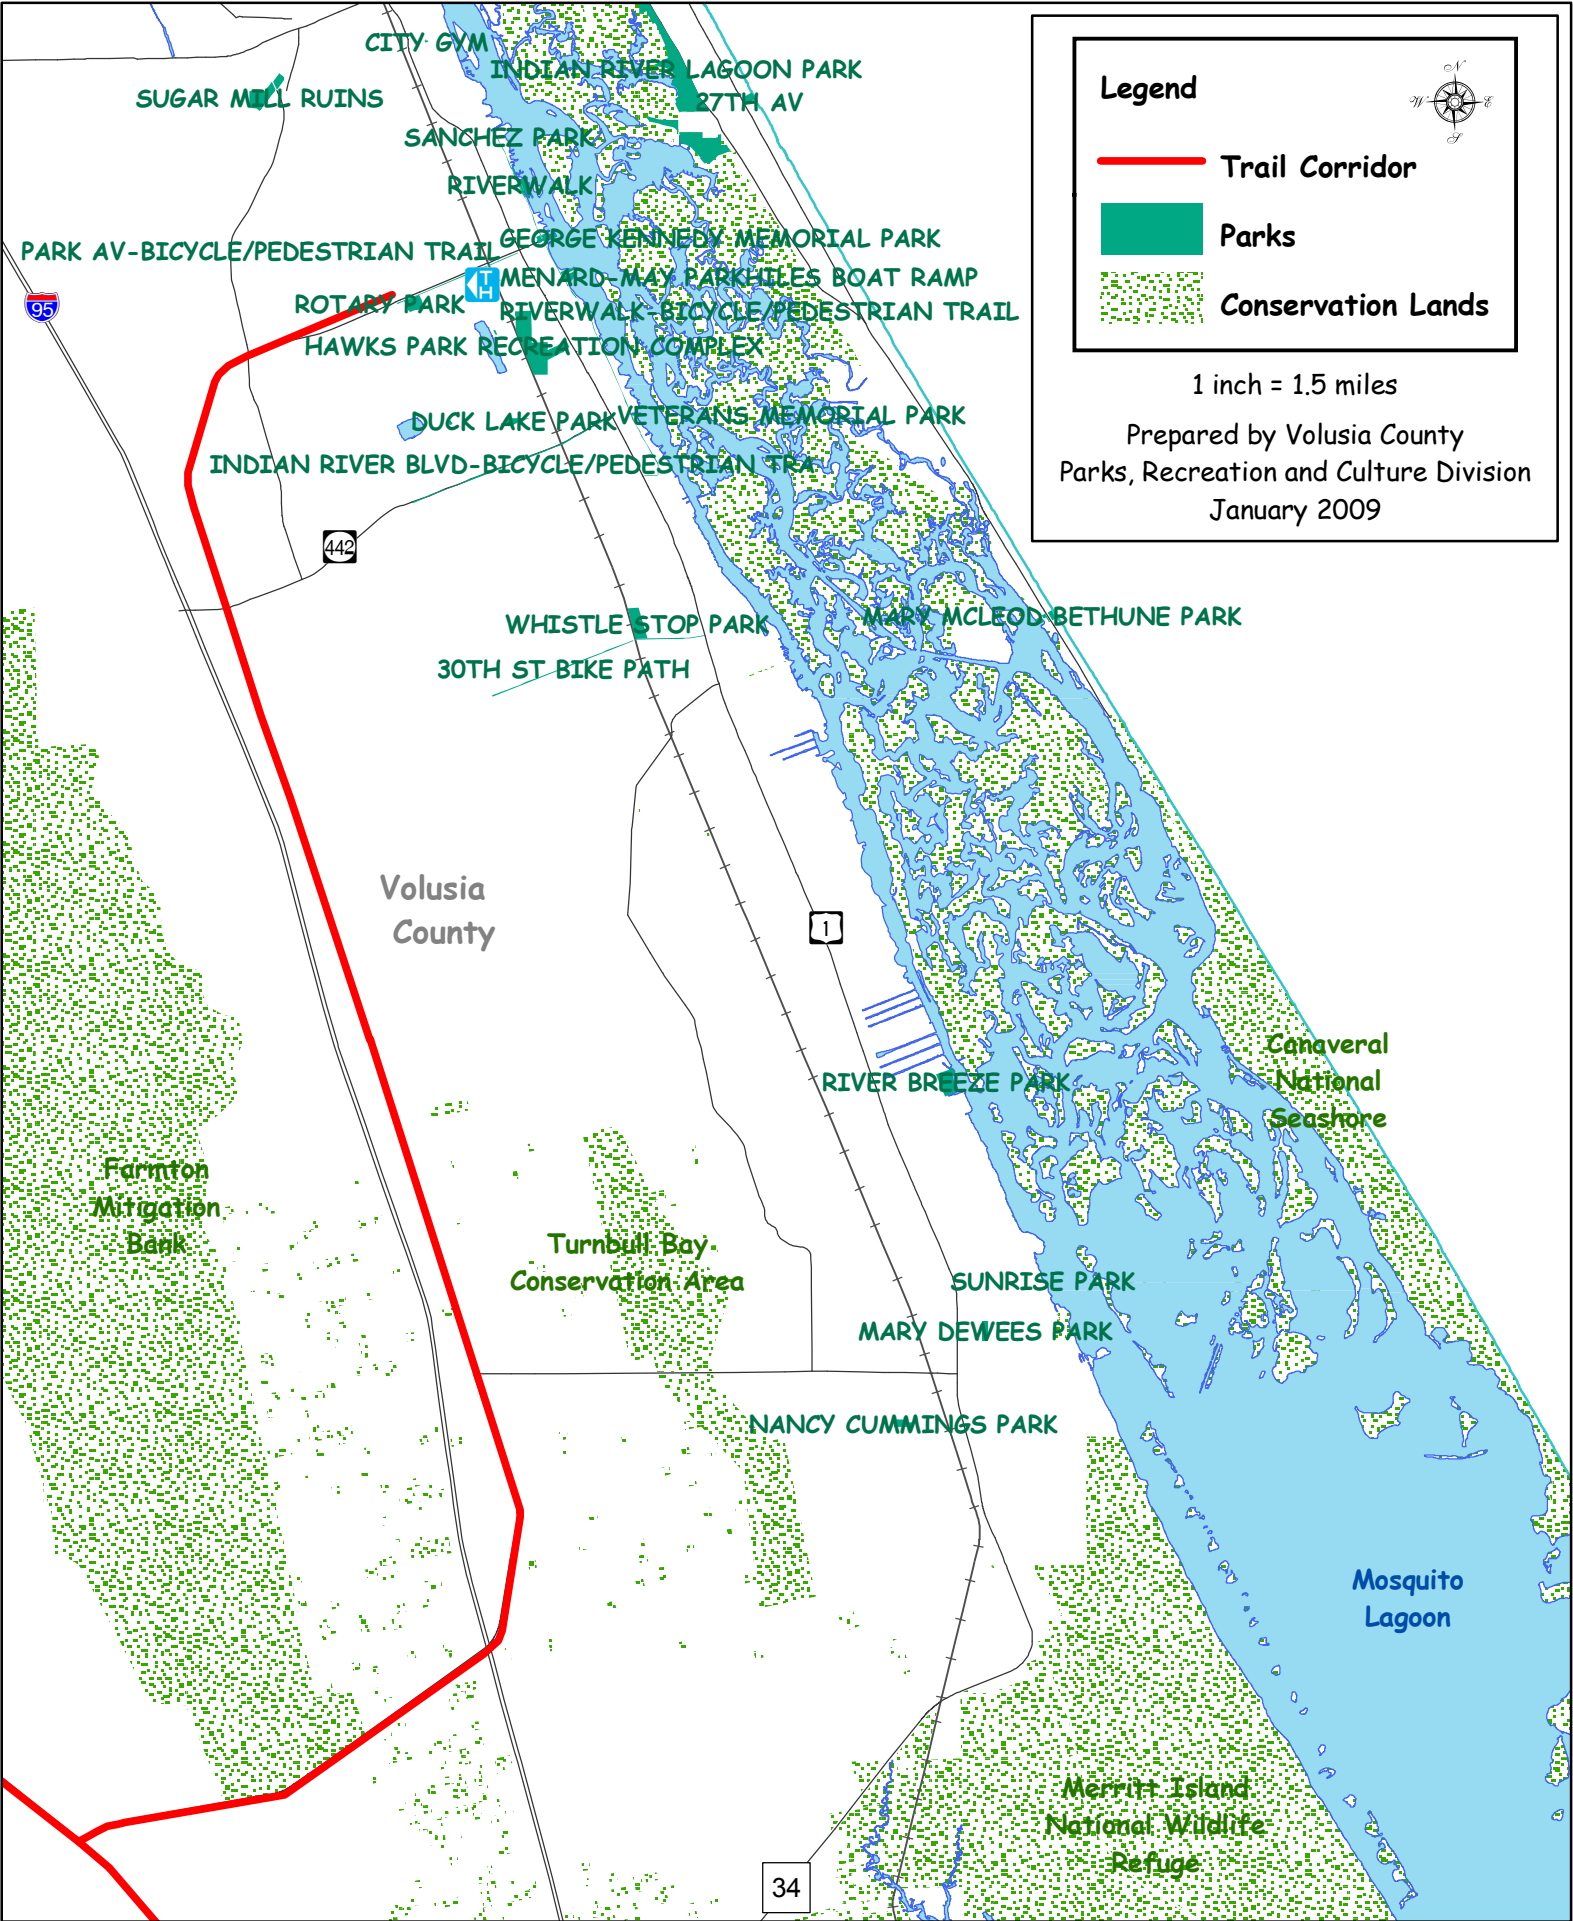 CITY GYM
INDIAN RIVER LAGOON PARK
27TH AV
SUGAR MILL RUINS
SANCHEZ PARK
RIVERWALK
PARK AV-BICYCLE/PEDESTRIAN TRAIL
GEORGE KENNEDY MEMORIAL PARK
TH
MENARD-MAY PARKHILES BOAT RAMP
ROTARY PARK
RIVERWALK-BICYCLE/PEDESTRIAN TRAIL
95
HAWKS PARK RECREATION COMPLEX
DUCK LAKE PARK
VETERANS MEMORIAL PARK
INDIAN RIVER BLVD-BICYCLE/PEDESTRIAN TRA
442
WHISTLE STOP PARK
MARY MCLEOD BETHUNE PARK
30TH ST BIKE PATH
Volusia
County
1
Canaveral
National
Seashore
RIVER BREEZE PARK
Farmton
Mitigation
Bank
Turnbull Bay
Conservation Area
SUNRISE PARK
MARY DEWEES PARK
NANCY CUMMINGS PARK
Mosquito
Lagoon
Merritt Island
National Wildlife
Refuge
34
Legend
N
W E
S
Trail Corridor
Parks
Conservation Lands
1 inch = 1.5 miles
Prepared by Volusia County
Parks, Recreation and Culture Division
January 2009